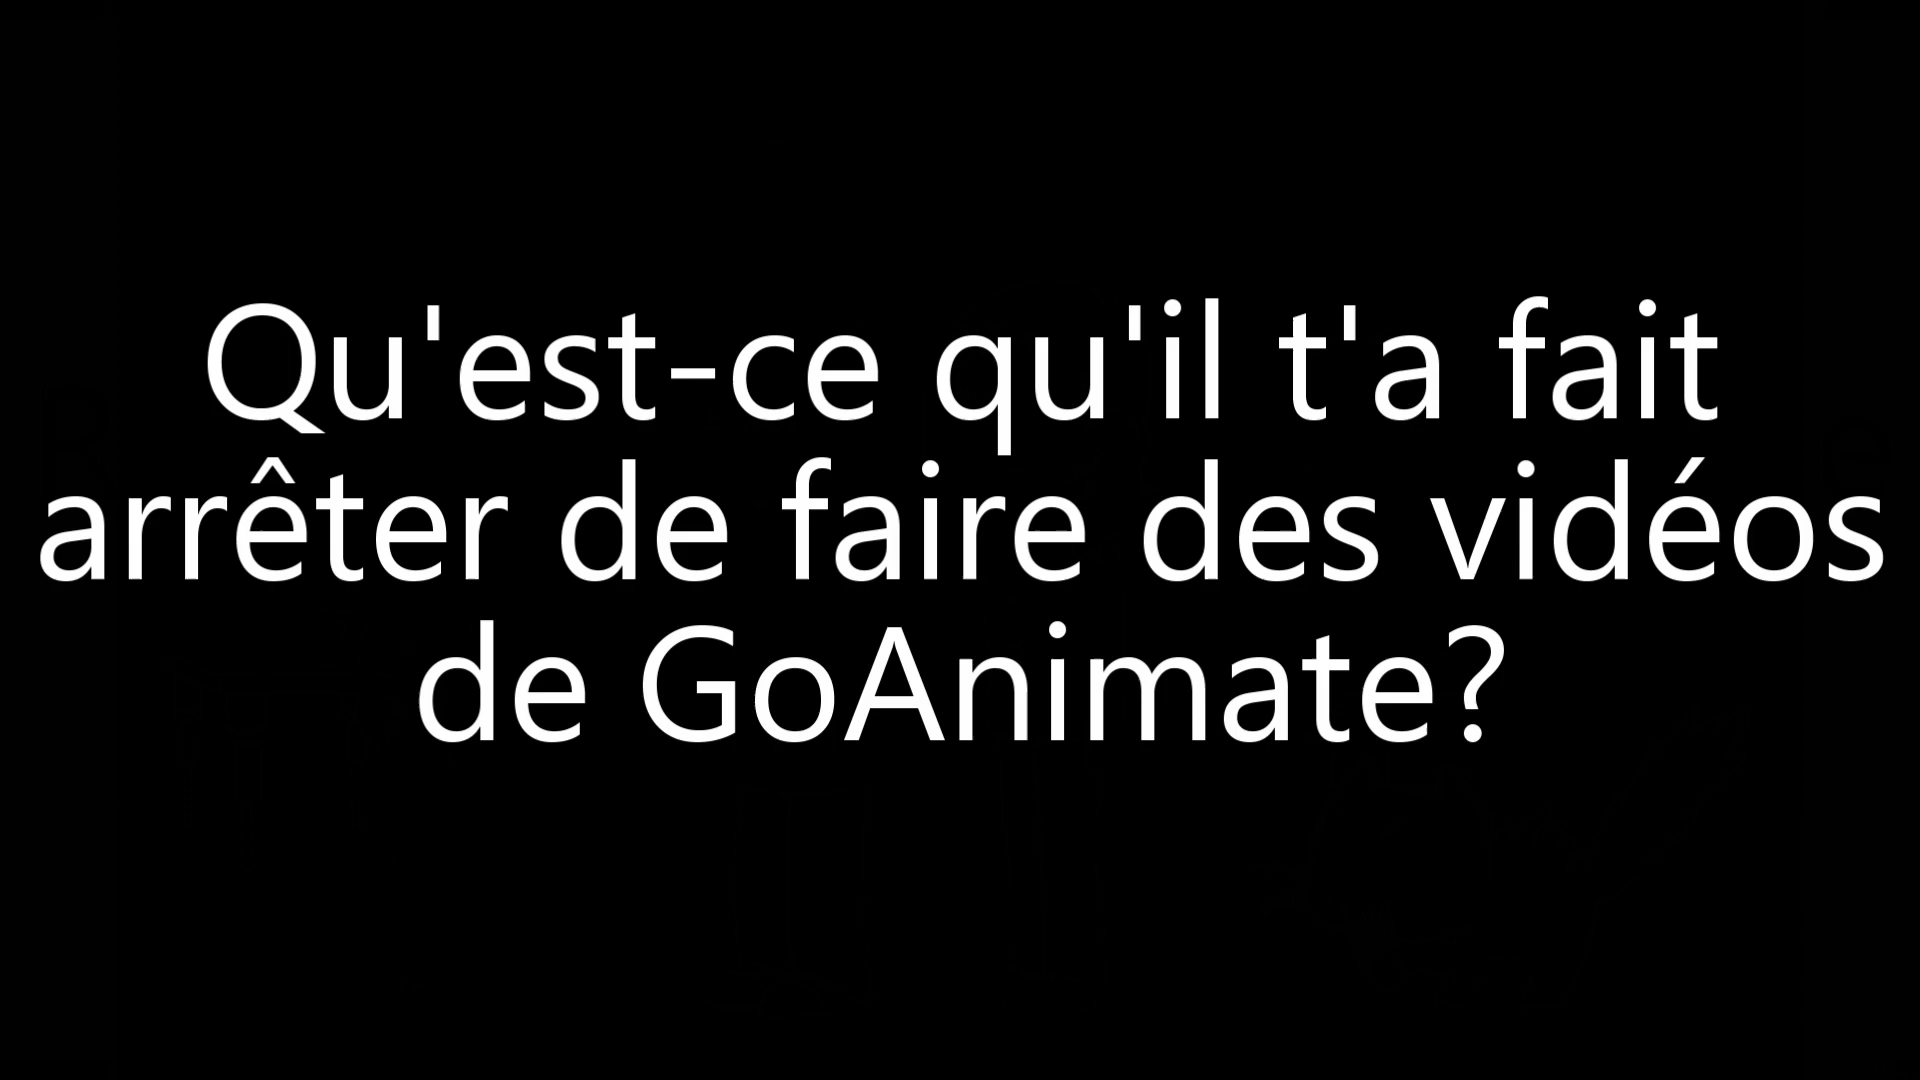 Qu'est-ce qu'il t'a fait
arrêter de faire des vidéos
de GoAnimate?